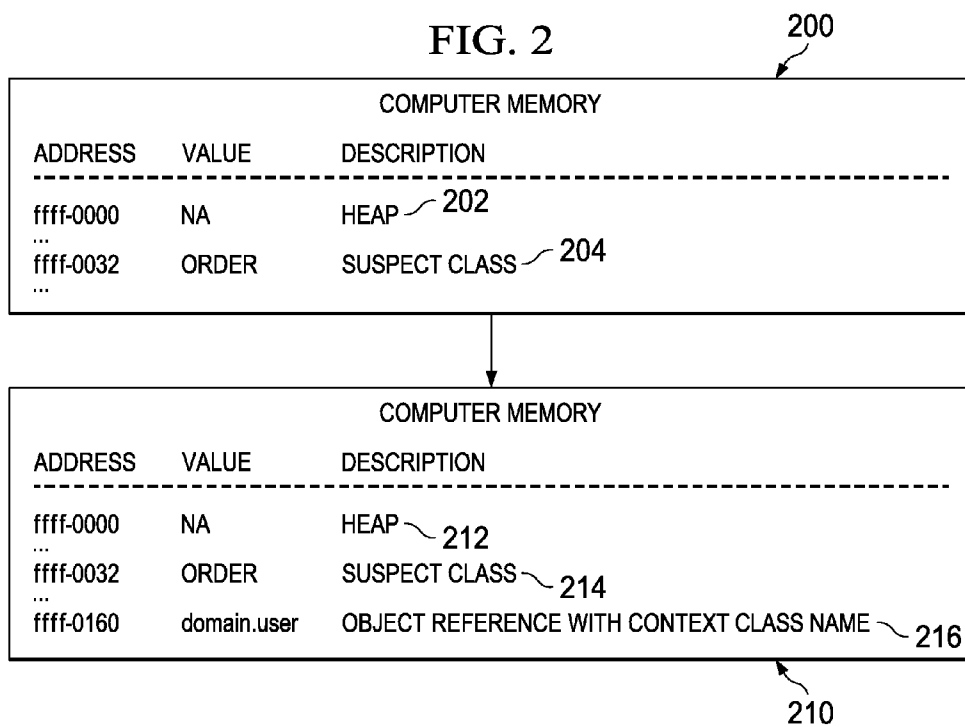 FIG. 2
200
COMPUTER MEMORY
ADDRESS VALUE DESCRIPTION
ffff-0000 NA HEAP 202
...
ffff-0032 ORDER SUSPECT CLASS 204
...
COMPUTER MEMORY
ADDRESS VALUE DESCRIPTION
ffff-0000 NA HEAP 212
...
ffff-0032 ORDER SUSPECT CLASS 214
...
ffff-0160 domain.user OBJECT REFERENCE WITH CONTEXT CLASS NAME 216
210